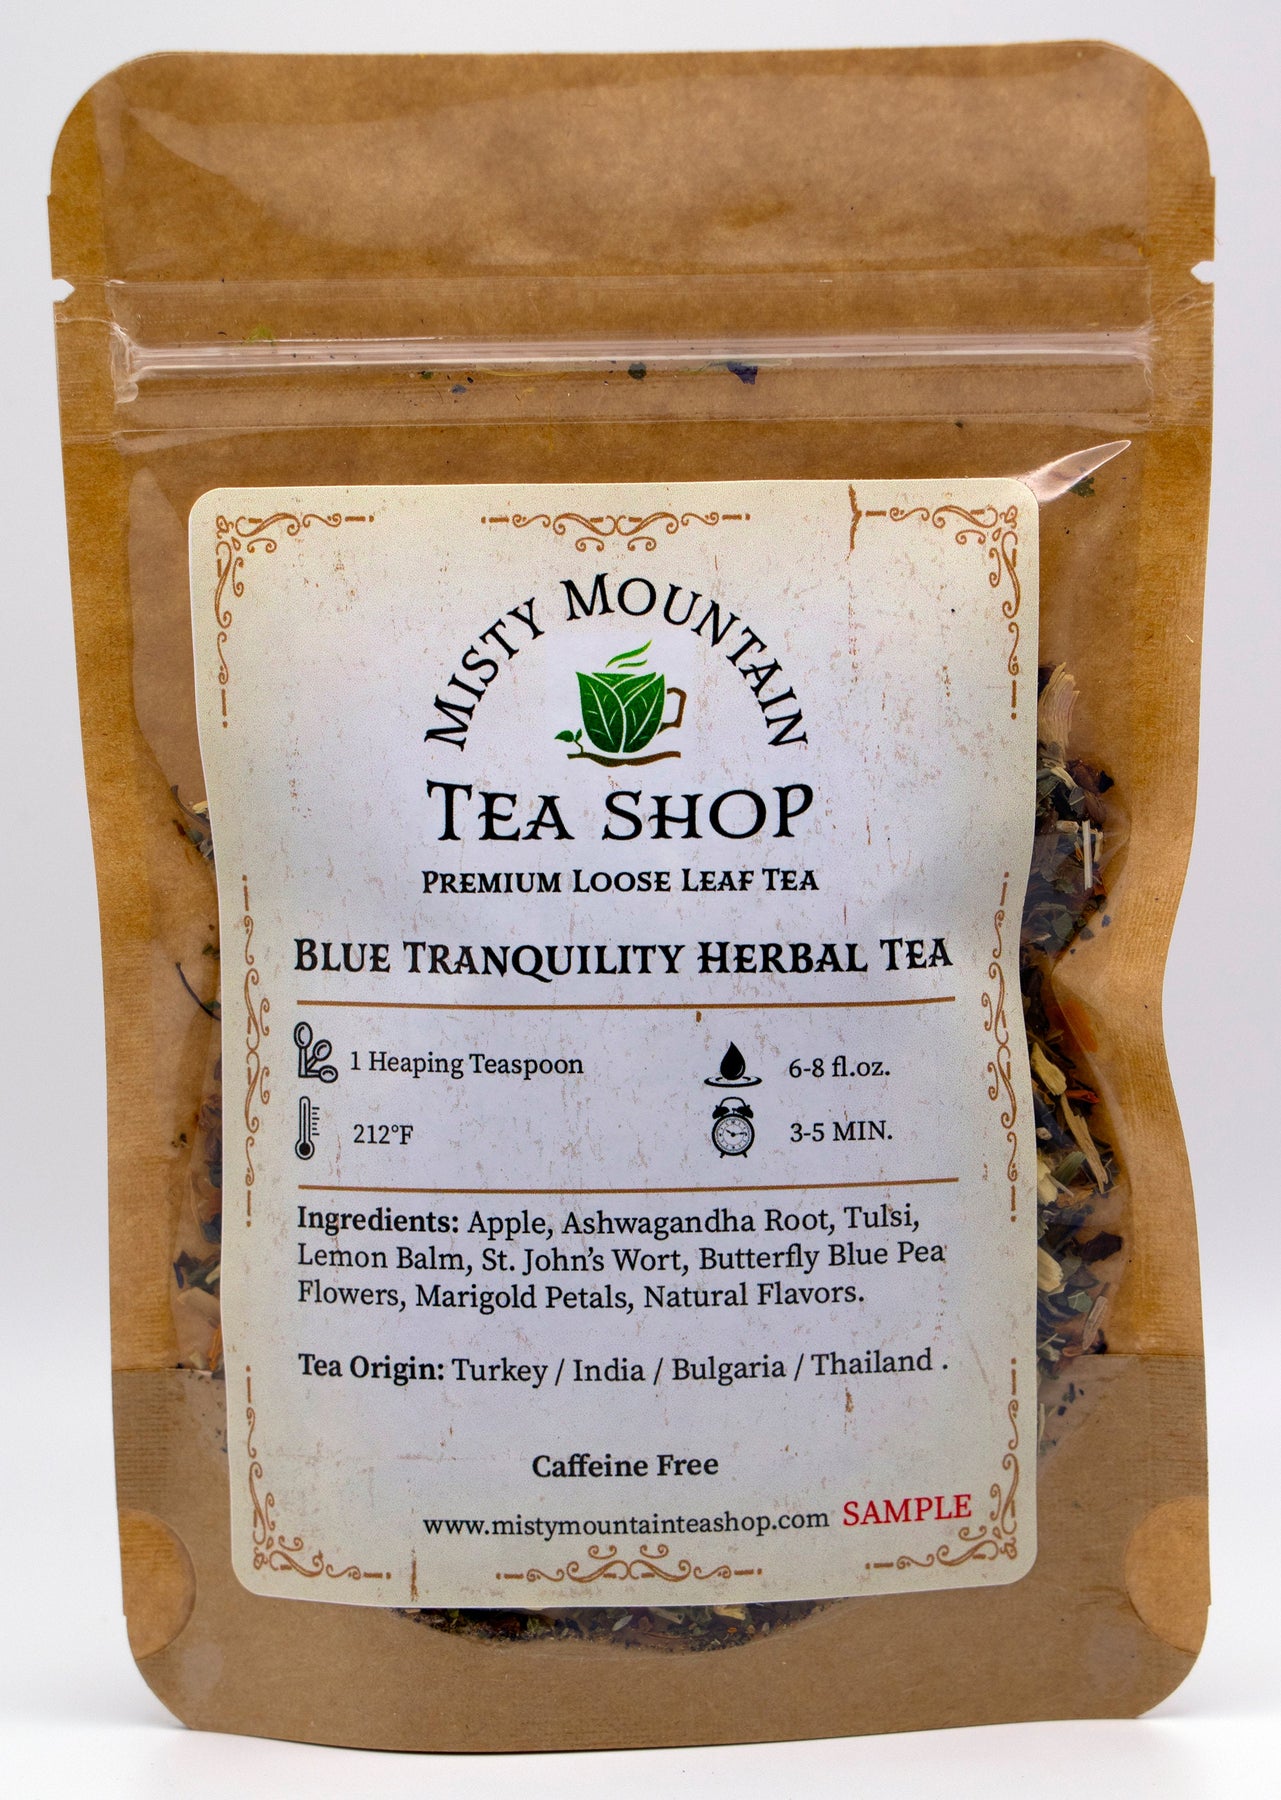 MISTY MOUNTAIN
TEA SHOP
PREMIUM LOOSE LEAF TEA
BLUE TRANQUILITY HERBAL TEA
1 Heaping Teaspoon
6-8 fl.oz.
212°F
3-5 MIN.
Ingredients: Apple, Ashwagandha Root, Tulsi,
Lemon Balm, St. John's Wort, Butterfly Blue Pea
Flowers, Marigold Petals, Natural Flavors.
Tea Origin: Turkey / India / Bulgaria / Thailand .
Caffeine Free
www.mistymountainteashop.com SAMPLE